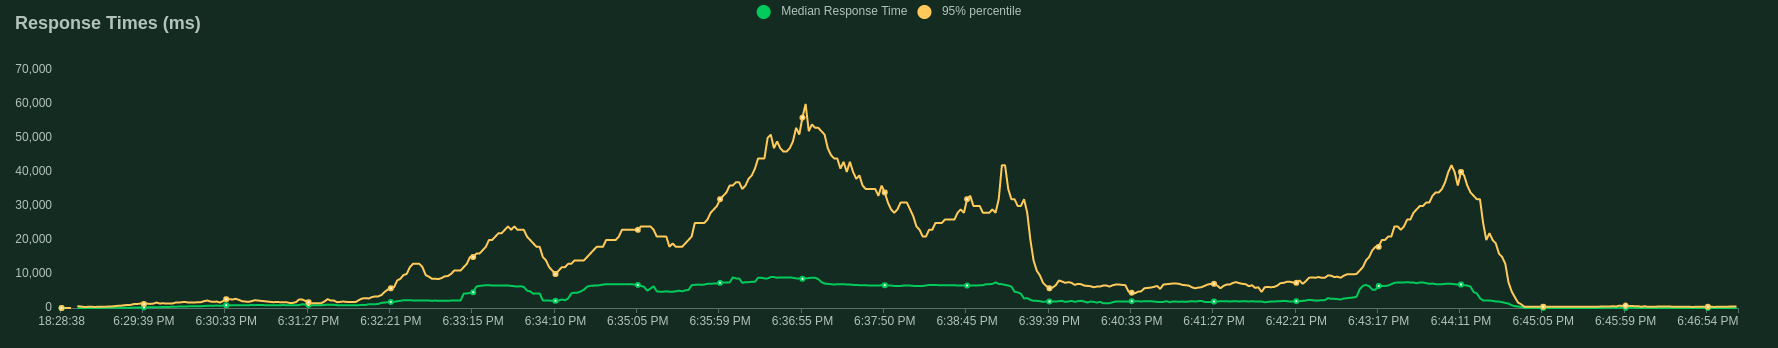 Response Times (ms)
Median Response Time 95% percentile
70,000
60,000
50,000
40,000
30,000
20,000
10,000
0
18:28:38 6:29:39 PM 6:30:33 PM 6:31:27 PM 6:32:21 PM 6:33:15 PM 6:34:10 PM 6:35:05 PM 6:35:59 PM 6:36:55 PM 6:37:50 PM 6:38:45 PM 6:39:39 PM 6:40:33 PM 6:41:27 PM 6:42:21 PM 6:43:17 PM 6:44:11 PM 6:45:05 PM 6:45:59 PM 6:46:54 PM